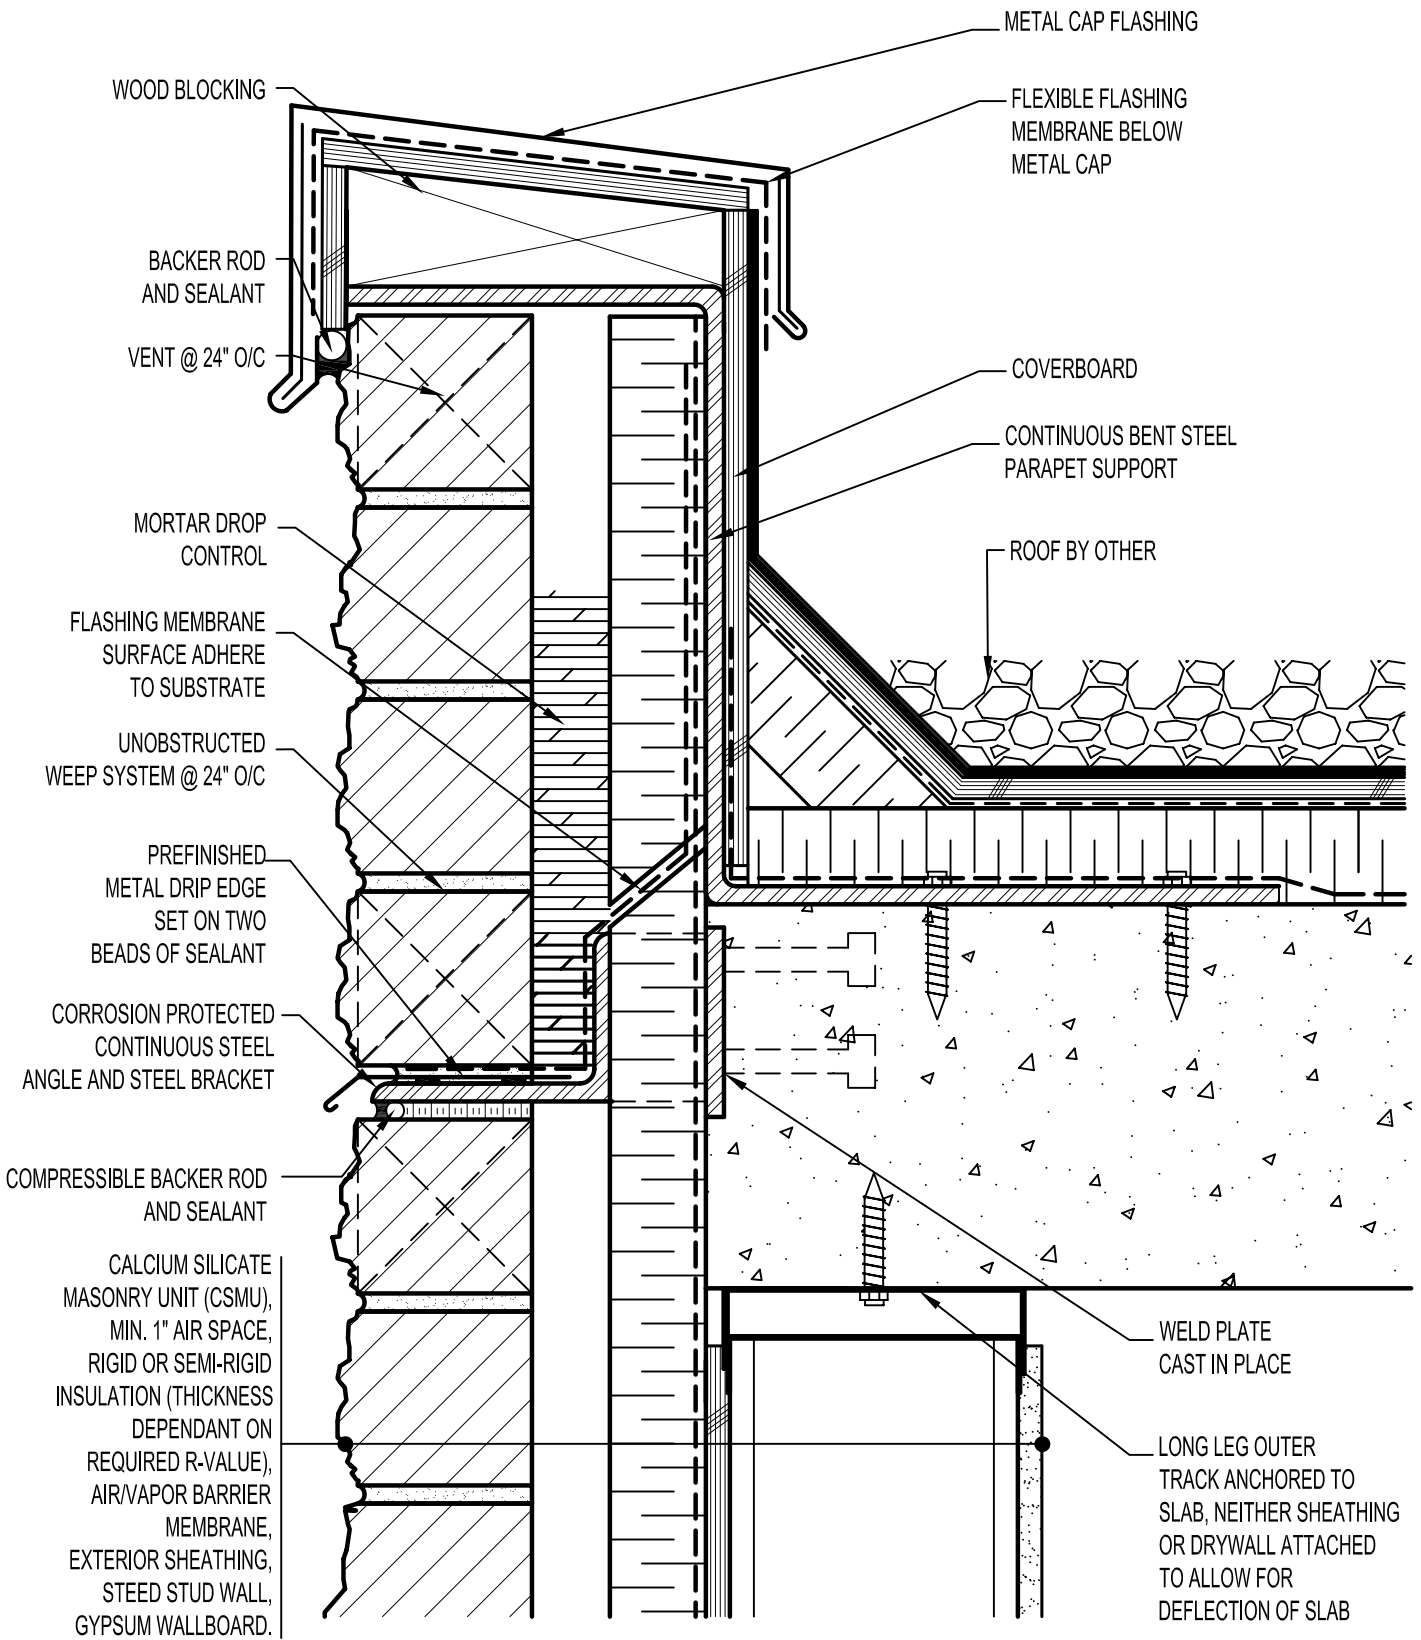 METAL CAP FLASHING
WOOD BLOCKING
FLEXIBLE FLASHING
MEMBRANE BELOW
METAL CAP
BACKER ROD
AND SEALANT
VENT @ 24" O/C
COVERBOARD
CONTINUOUS BENT STEEL
PARAPET SUPPORT
MORTAR DROP
CONTROL
ROOF BY OTHER
FLASHING MEMBRANE
SURFACE ADHERE
TO SUBSTRATE
UNOBSTRUCTED
WEEP SYSTEM @ 24" O/C
PREFINISHED
METAL DRIP EDGE
SET ON TWO
BEADS OF SEALANT
CORROSION PROTECTED
CONTINUOUS STEEL
ANGLE AND STEEL BRACKET
COMPRESSIBLE BACKER ROD
AND SEALANT
CALCIUM SILICATE
MASONRY UNIT (CSMU),
MIN. 1" AIR SPACE,
RIGID OR SEMI-RIGID
INSULATION (THICKNESS
DEPENDANT ON
REQUIRED R-VALUE),
AIR/VAPOR BARRIER
MEMBRANE,
EXTERIOR SHEATHING,
STEED STUD WALL,
GYPSUM WALLBOARD.
WELD PLATE
CAST IN PLACE
LONG LEG OUTER
TRACK ANCHORED TO
SLAB, NEITHER SHEATHING
OR DRYWALL ATTACHED
TO ALLOW FOR
DEFLECTION OF SLAB